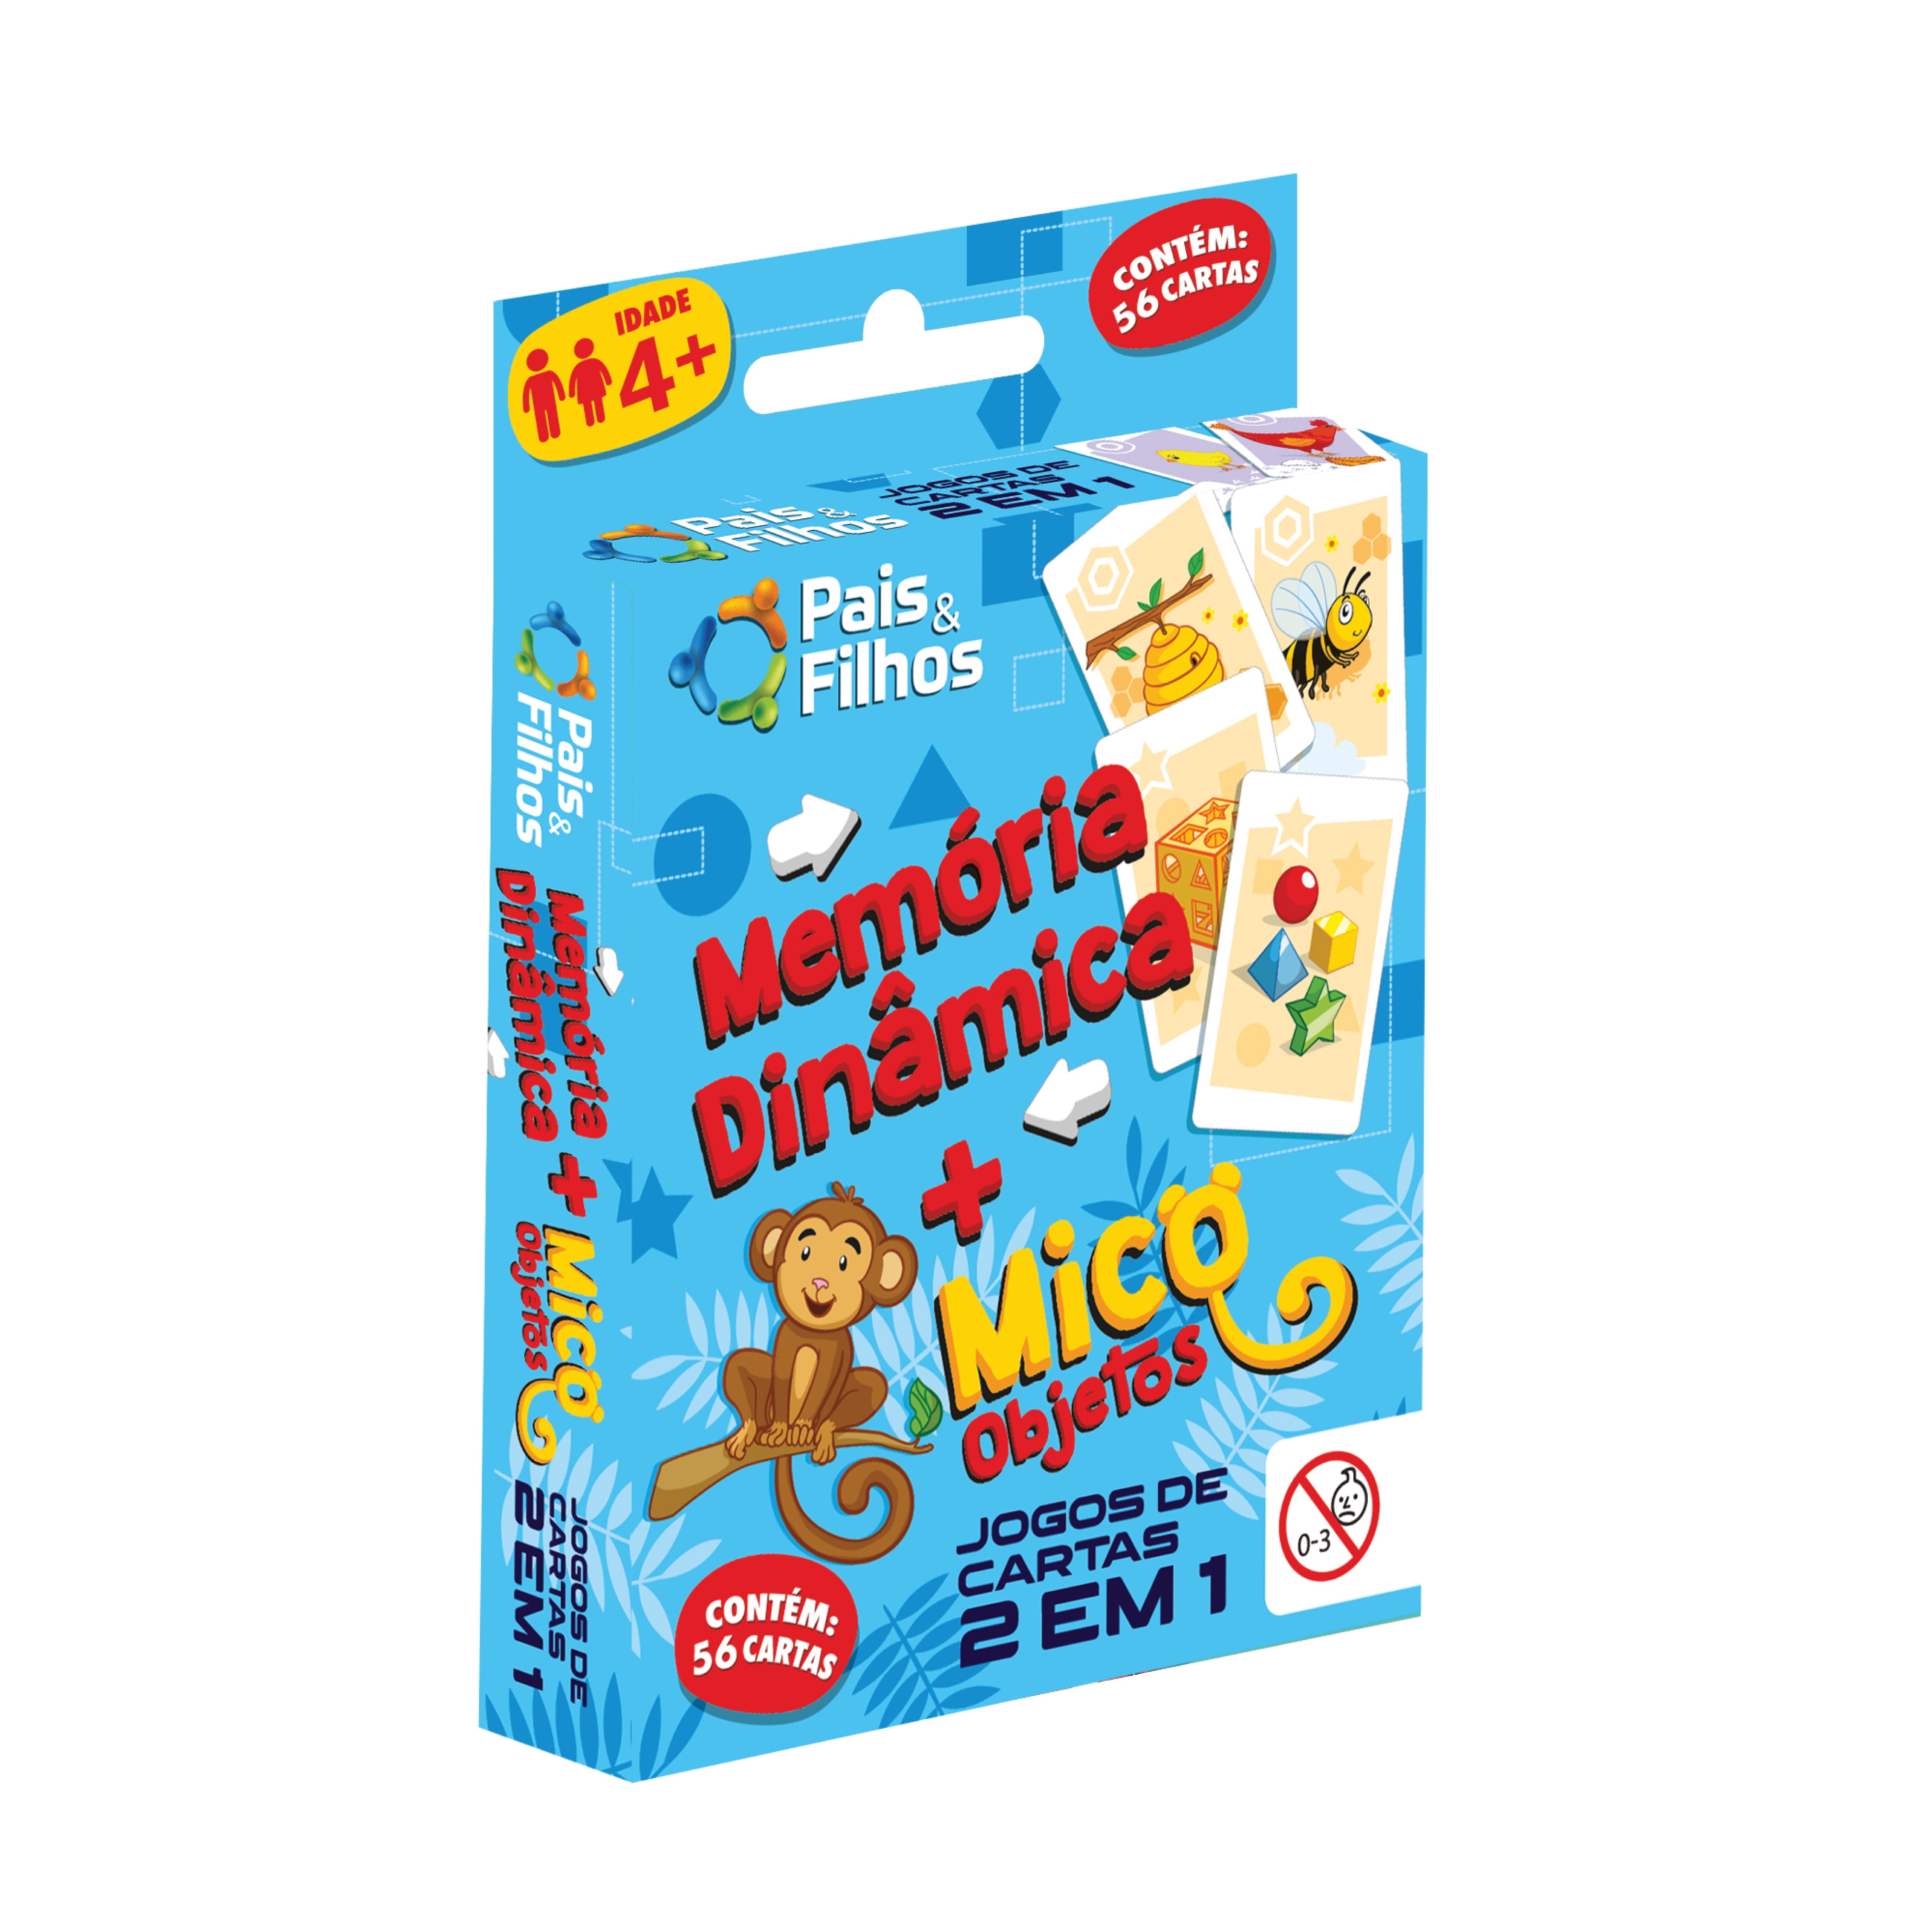 IDADE
4+
CONTÉM:
56 CARTAS
Pais &
Filhos
JOGOS DE
CARTAS
2 EM 1
Pais &
Filhos
Memória
Dinâmica
+
Mico
Objetos
JOGOS DE
CARTAS
2 EM 1
CONTÉM:
56 CARTAS
0-3
Pais &
Filhos
Memória
Dinâmica
+
Mico
Objetos
JOGOS DE
CARTAS
2 EM 1